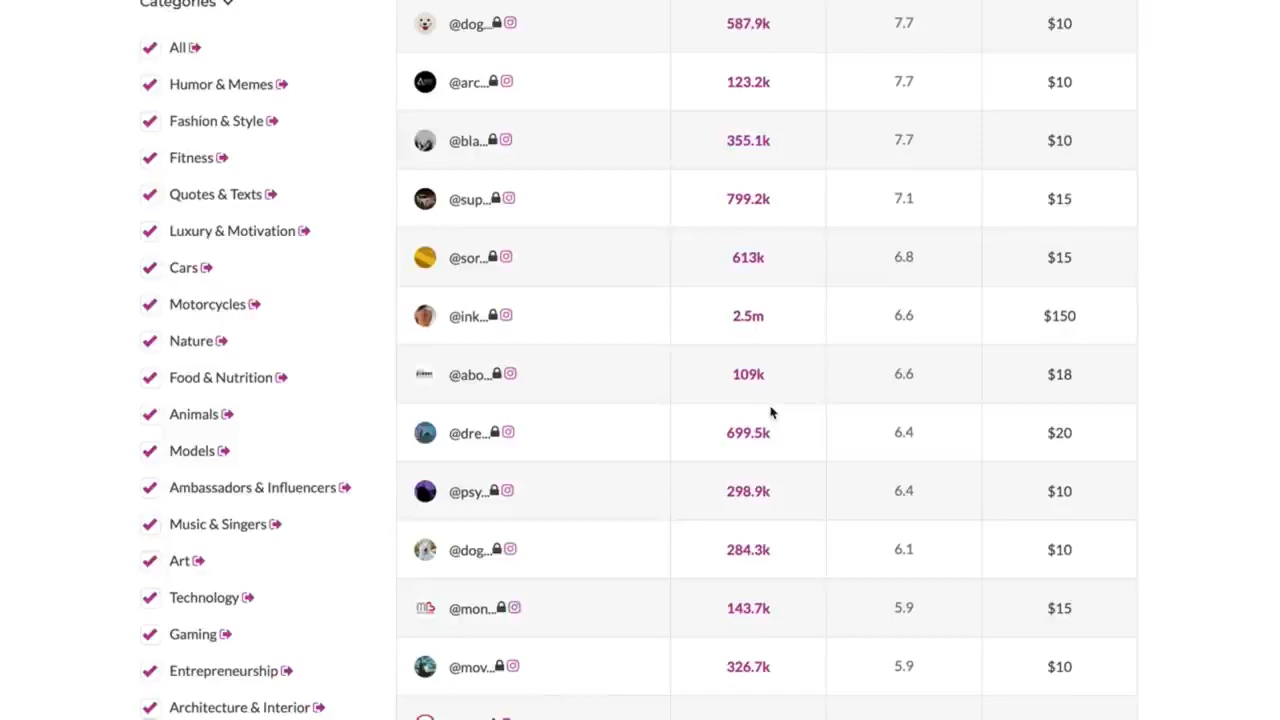 Categories
All
Humor & Memes
Fashion & Style
Fitness
Quotes & Texts
Luxury & Motivation
Cars
Motorcycles
Nature
Food & Nutrition
Animals
Models
Ambassadors & Influencers
Music & Singers
Art
Technology
Gaming
Entrepreneurship
Architecture & Interior
@dog... 587.9k 7.7 $10
@arc... 123.2k 7.7 $10
@bla... 355.1k 7.7 $10
@sup... 799.2k 7.1 $15
@sor... 613k 6.8 $15
@ink... 2.5m 6.6 $150
@abo... 109k 6.6 $18
@dre... 699.5k 6.4 $20
@psy... 298.9k 6.4 $10
@dog... 284.3k 6.1 $10
@mon... 143.7k 5.9 $15
@mov... 326.7k 5.9 $10